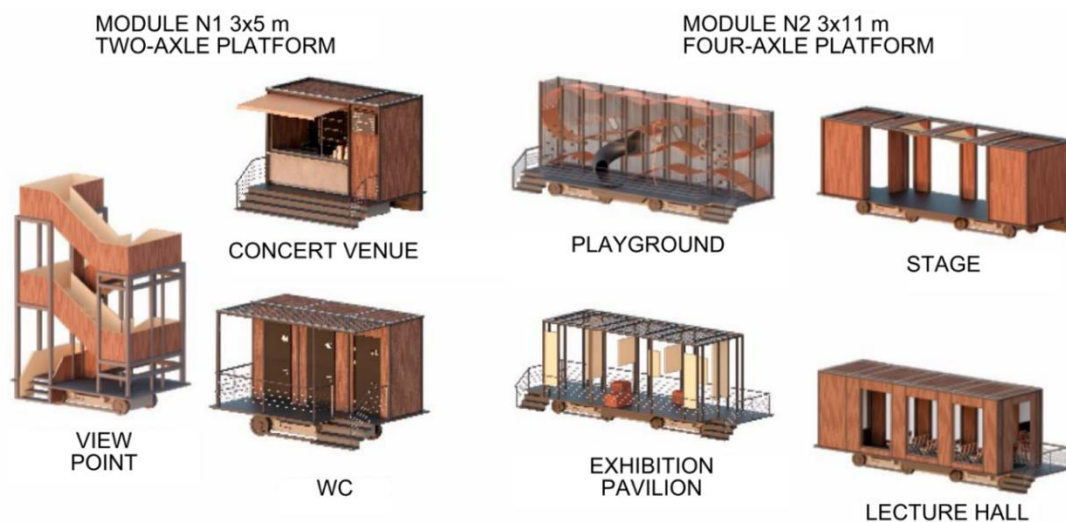 MODULE N1 3x5 m
TWO-AXLE PLATFORM
MODULE N2 3x11 m
FOUR-AXLE PLATFORM
CONCERT VENUE
PLAYGROUND
STAGE
VIEW
POINT
WC
EXHIBITION
PAVILION
LECTURE HALL